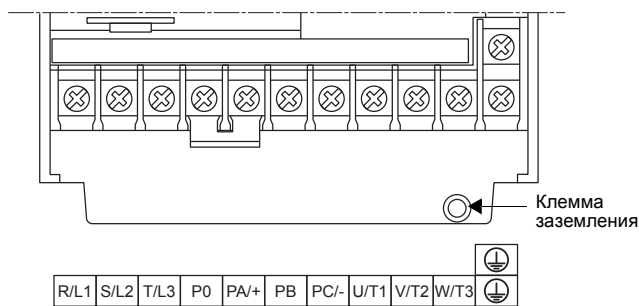 Клемма
заземления
R/L1 S/L2 T/L3 P0 PA/+ PB PC/- U/T1 V/T2 W/T3